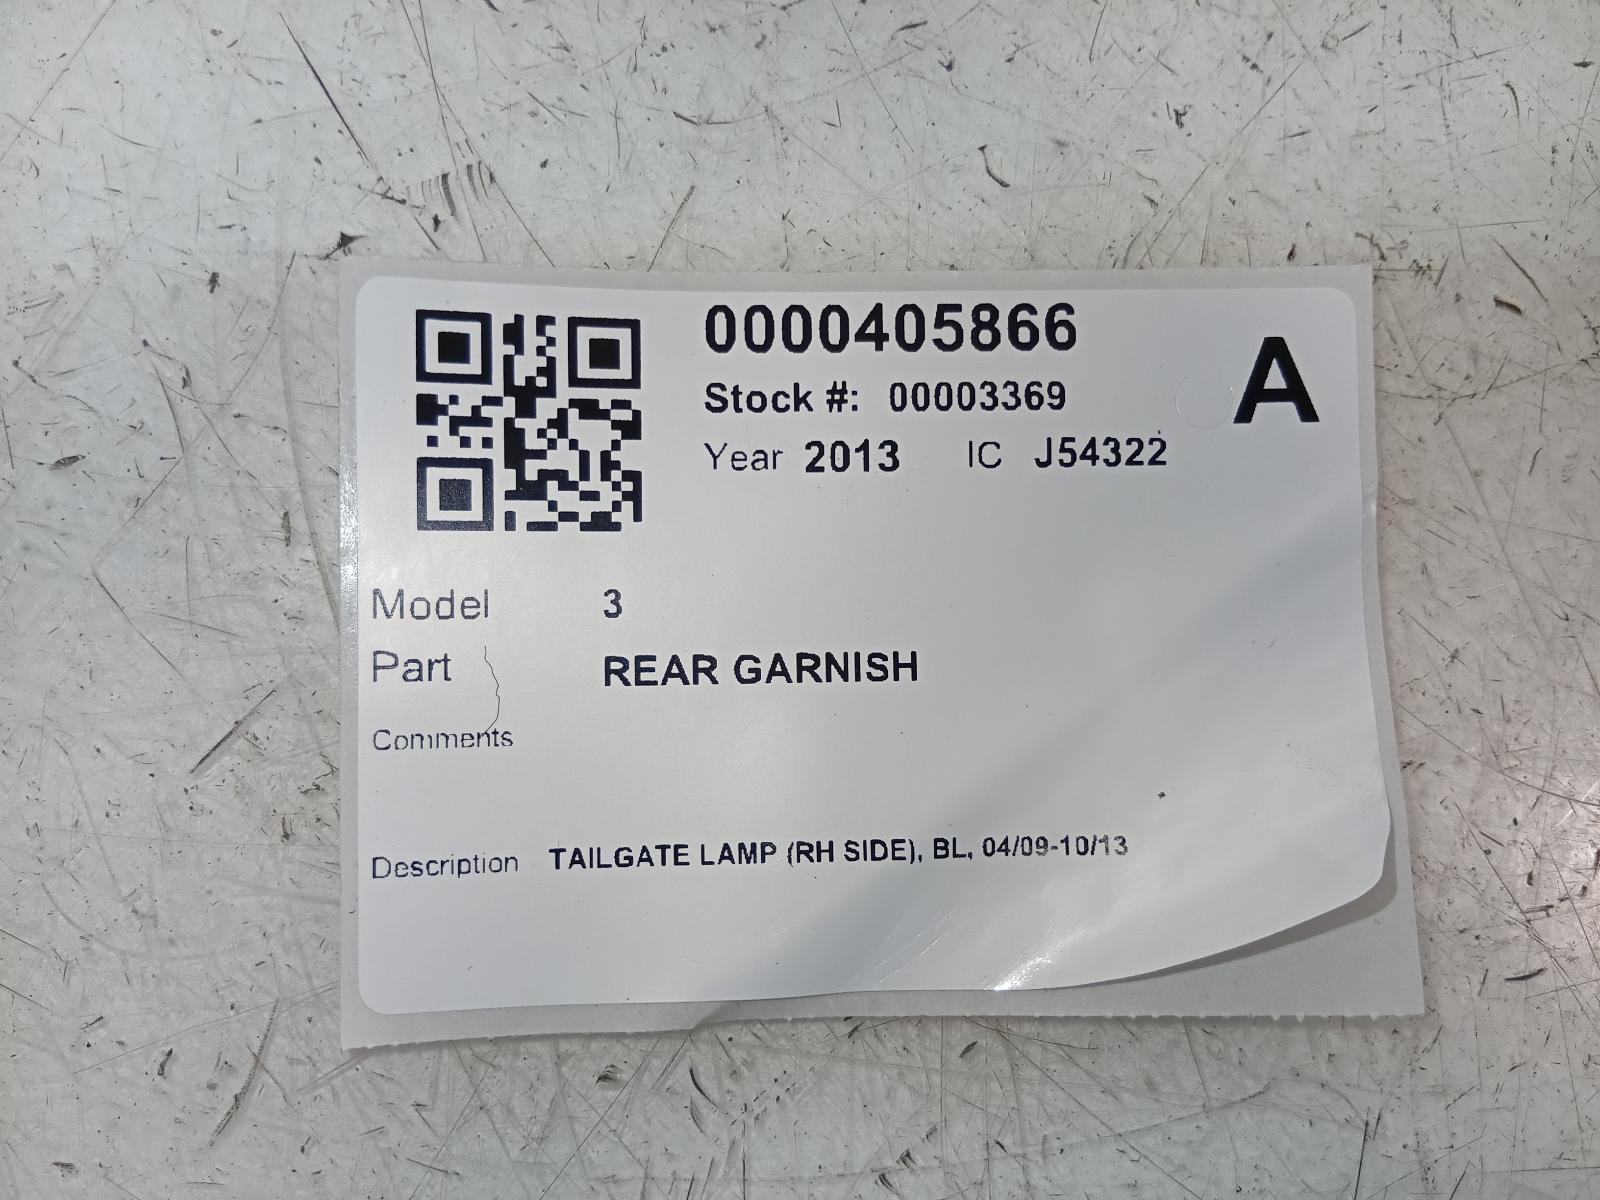 0000405866
A
Stock #: 00003369
Year 2013 IC J54322
Model 3
Part REAR GARNISH
Comments
Description TAILGATE LAMP (RH SIDE), BL, 04/09-10/13